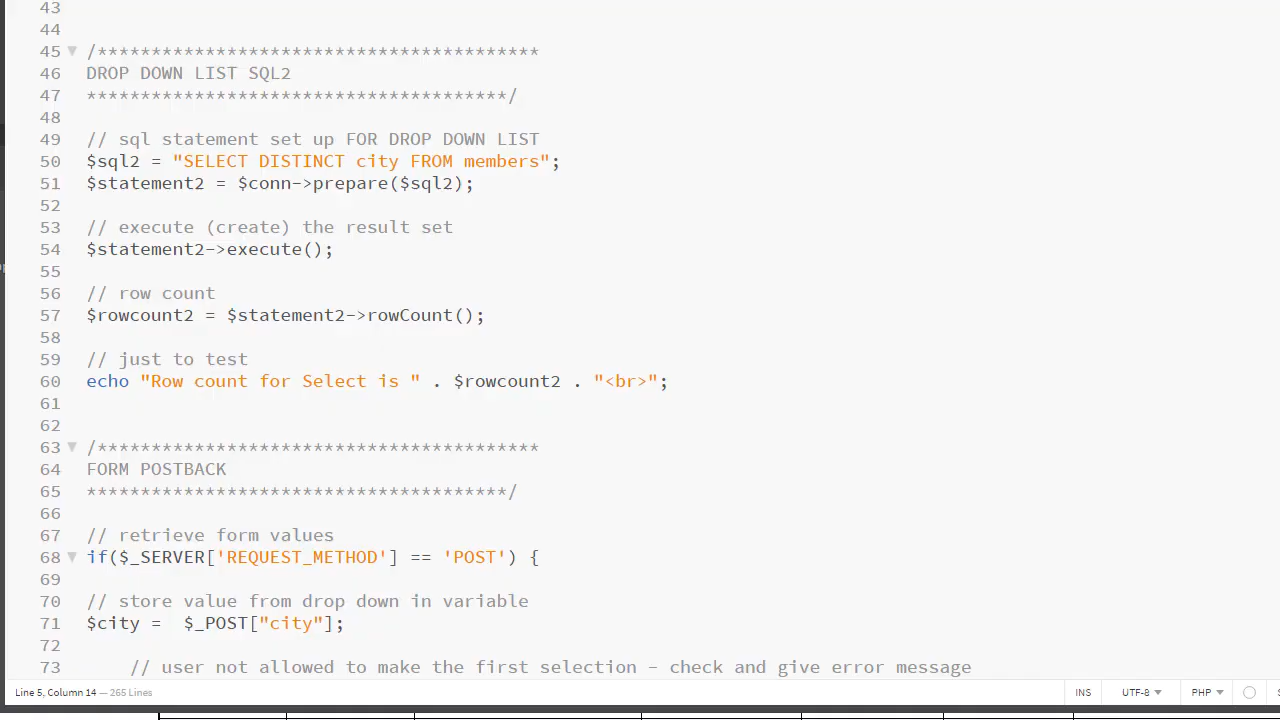 43
44
45 /*****************************************
46 DROP DOWN LIST SQL2
47 ***************************************/
48
49 // sql statement set up FOR DROP DOWN LIST
50 $sql2 = "SELECT DISTINCT city FROM members";
51 $statement2 = $conn->prepare($sql2);
52
53 // execute (create) the result set
54 $statement2->execute();
55
56 // row count
57 $rowcount2 = $statement2->rowCount();
58
59 // just to test
60 echo "Row count for Select is " . $rowcount2 . "<br>";
61
62
63 /*****************************************
64 FORM POSTBACK
65 ***************************************/
66
67 // retrieve form values
68 if($_SERVER['REQUEST_METHOD'] == 'POST') {
69
70 // store value from drop down in variable
71 $city =  $_POST["city"];
72
73     // user not allowed to make the first selection – check and give error message
Line 5, Column 14 — 265 Lines INS UTF-8 PHP